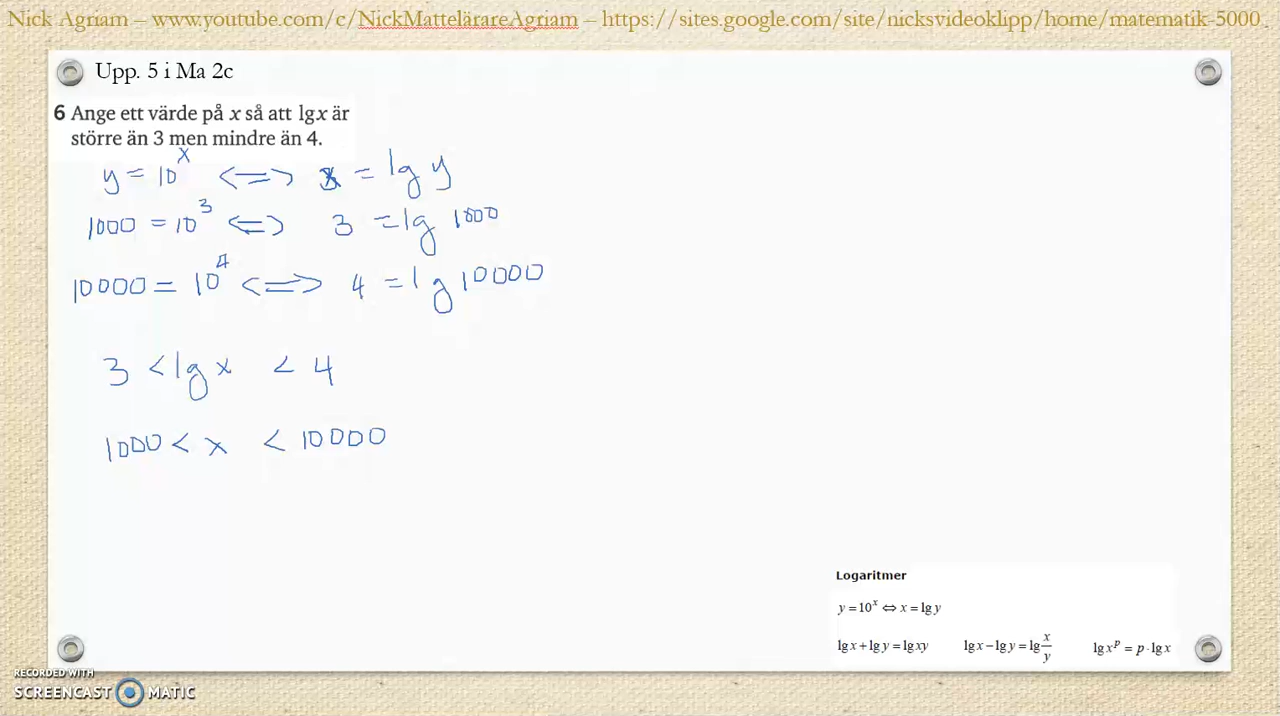 Nick Agriam – www.youtube.com/c/NickMattelärareAgriam – https://sites.google.com/site/nicksvideoklipp/home/matematik-5000 .
Upp. 5 i Ma 2c
6 Ange ett värde på x så att lg x är
större än 3 men mindre än 4.
y = 10^x <=> x = lg y
1000 = 10^3 <=> 3 = lg 1000
10000 = 10^4 <=> 4 = lg 10000
3 < lg x < 4
1000 < x < 10000
Logaritmer
y = 10^x ⇔ x = lg y
lg x + lg y = lg xy lg x − lg y = lg x/y lg x^p = p · lg x
RECORDED WITH
SCREENCAST MATIC